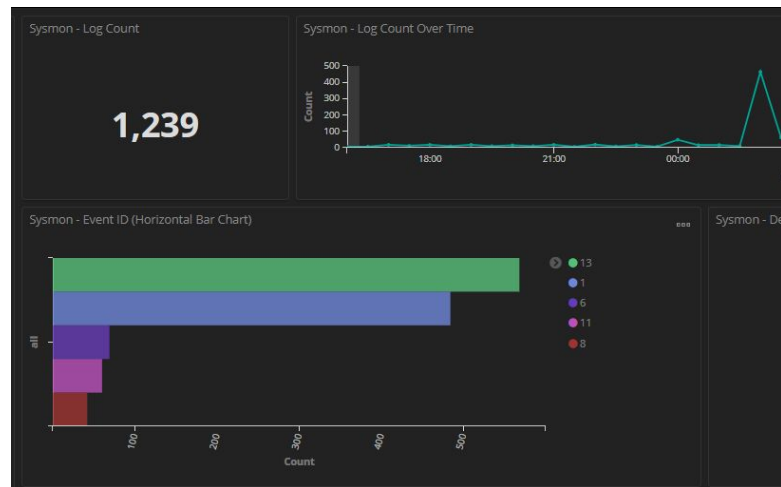 Sysmon - Log Count
1,239
Sysmon - Log Count Over Time
Count
500
400
300
200
100
0
18:00
21:00
00:00
Sysmon - Event ID (Horizontal Bar Chart)
all
100
200
300
400
500
Count
13
1
6
11
8
Sysmon - De